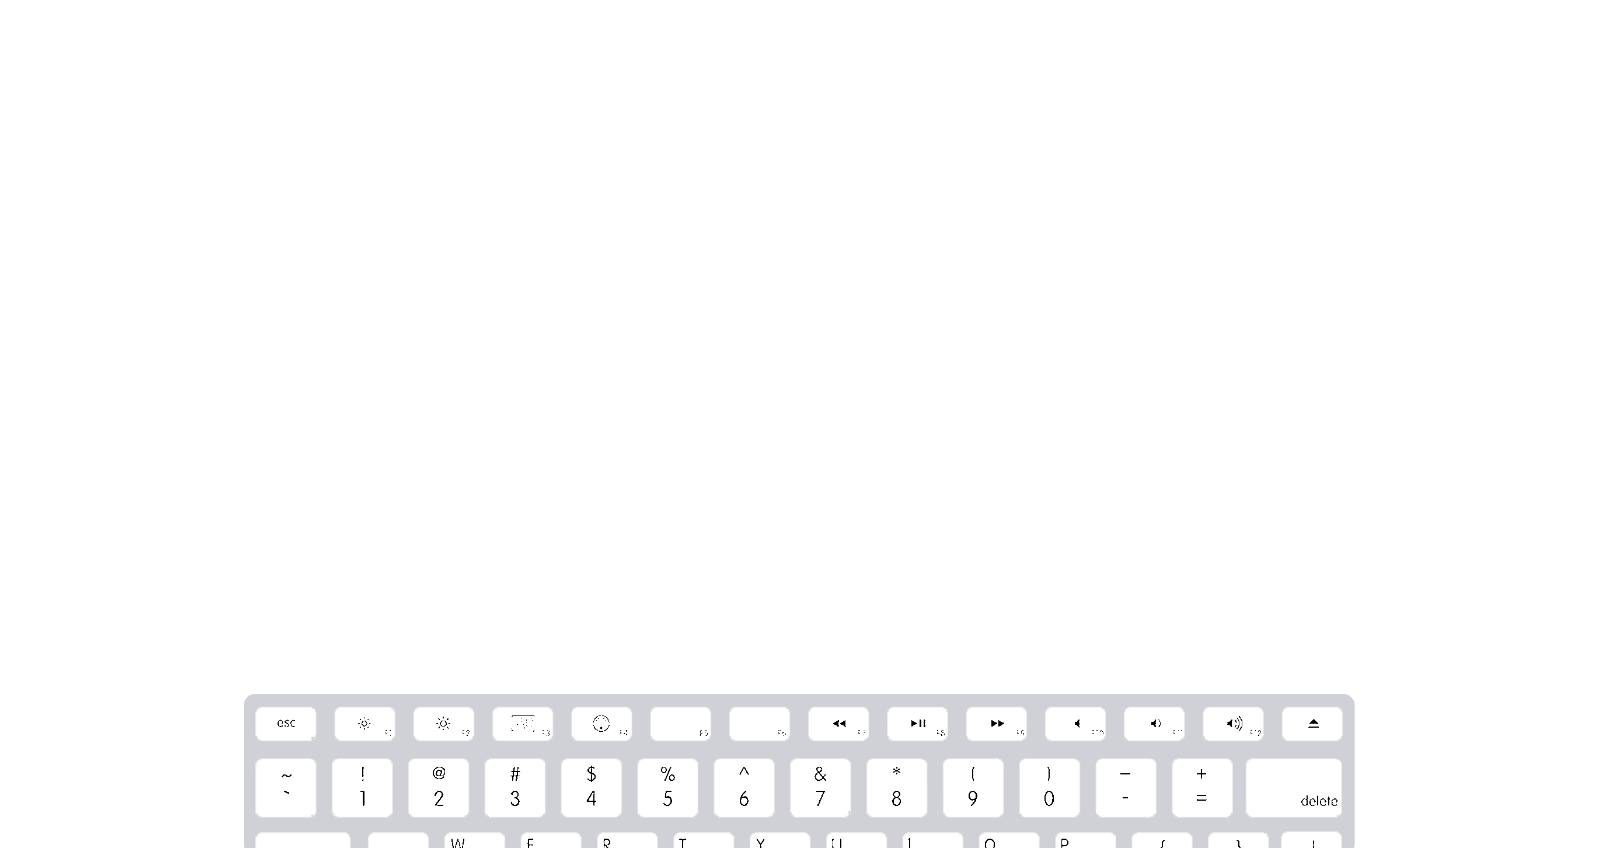 esc F1 F2 F3 F4 F5 F6 F7 F8 F9 F10 F11 F12
~ ! @ # $ % ^ & * ( ) – +
` 1 2 3 4 5 6 7 8 9 0 - = delete
W E R T Y U I O P { } |